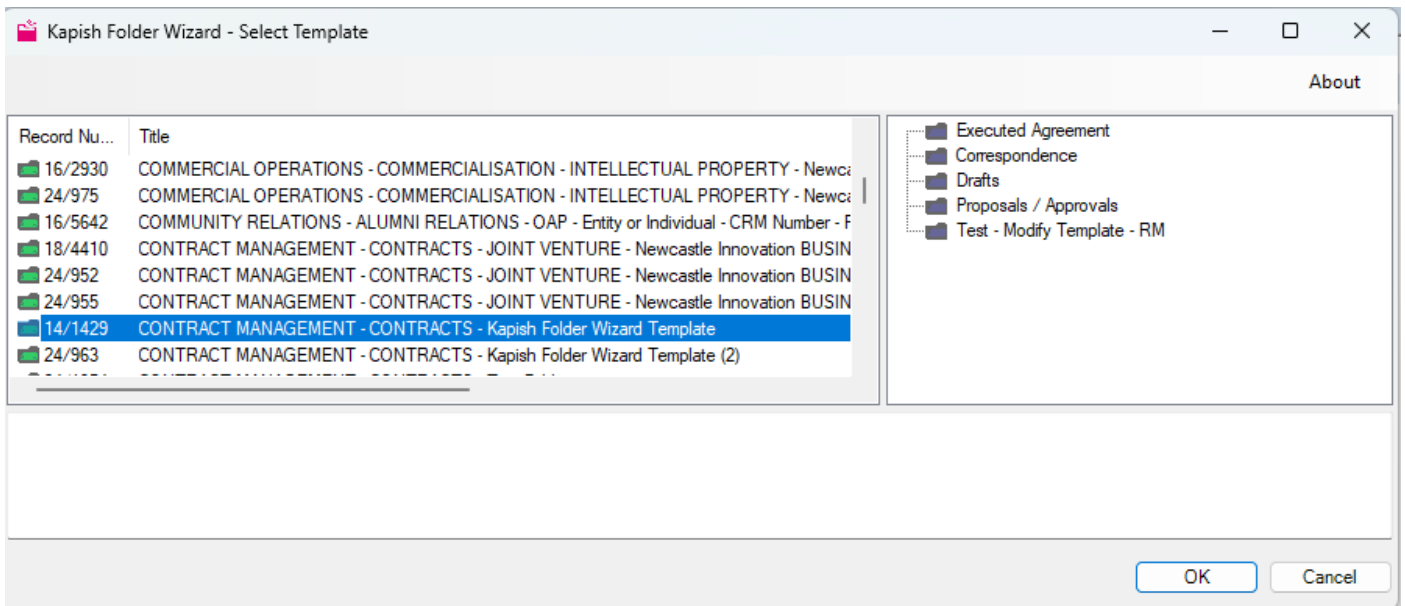 Kapish Folder Wizard - Select Template
About
Record Nu... Title
16/2930 COMMERCIAL OPERATIONS - COMMERCIALISATION - INTELLECTUAL PROPERTY - Newca
24/975 COMMERCIAL OPERATIONS - COMMERCIALISATION - INTELLECTUAL PROPERTY - Newca
16/5642 COMMUNITY RELATIONS - ALUMNI RELATIONS - OAP - Entity or Individual - CRM Number - F
18/4410 CONTRACT MANAGEMENT - CONTRACTS - JOINT VENTURE - Newcastle Innovation BUSIN
24/952 CONTRACT MANAGEMENT - CONTRACTS - JOINT VENTURE - Newcastle Innovation BUSIN
24/955 CONTRACT MANAGEMENT - CONTRACTS - JOINT VENTURE - Newcastle Innovation BUSIN
14/1429 CONTRACT MANAGEMENT - CONTRACTS - Kapish Folder Wizard Template
24/963 CONTRACT MANAGEMENT - CONTRACTS - Kapish Folder Wizard Template (2)
Executed Agreement
Correspondence
Drafts
Proposals / Approvals
Test - Modify Template - RM
OK Cancel